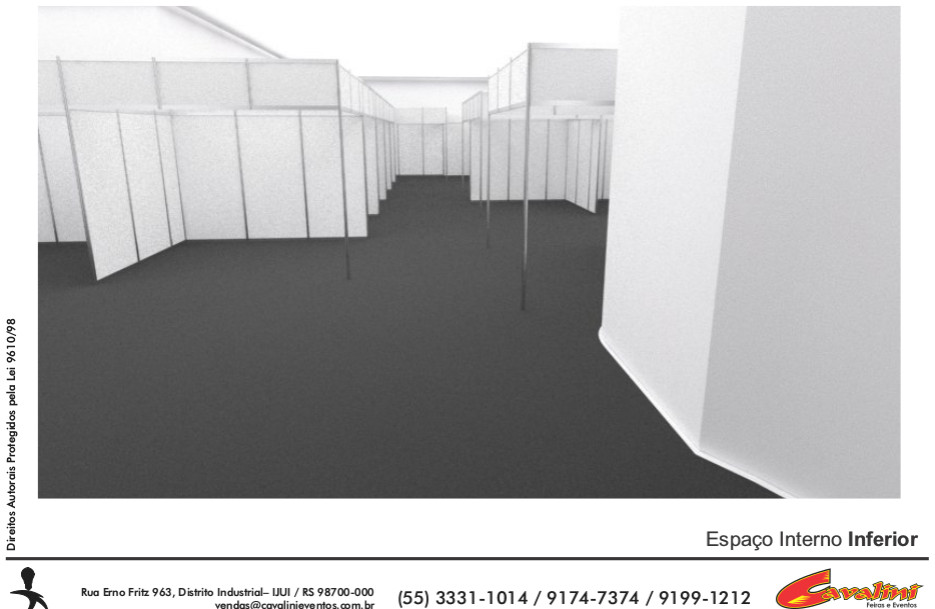 Direitos Autorais Protegidos pela Lei 9610/98
Espaço Interno Inferior
Rua Erno Fritz 963, Distrito Industrial– IJUI / RS 98700-000
vendas@cavalinieventos.com.br
(55) 3331-1014 / 9174-7374 / 9199-1212
Cavalini
Feiras e Eventos